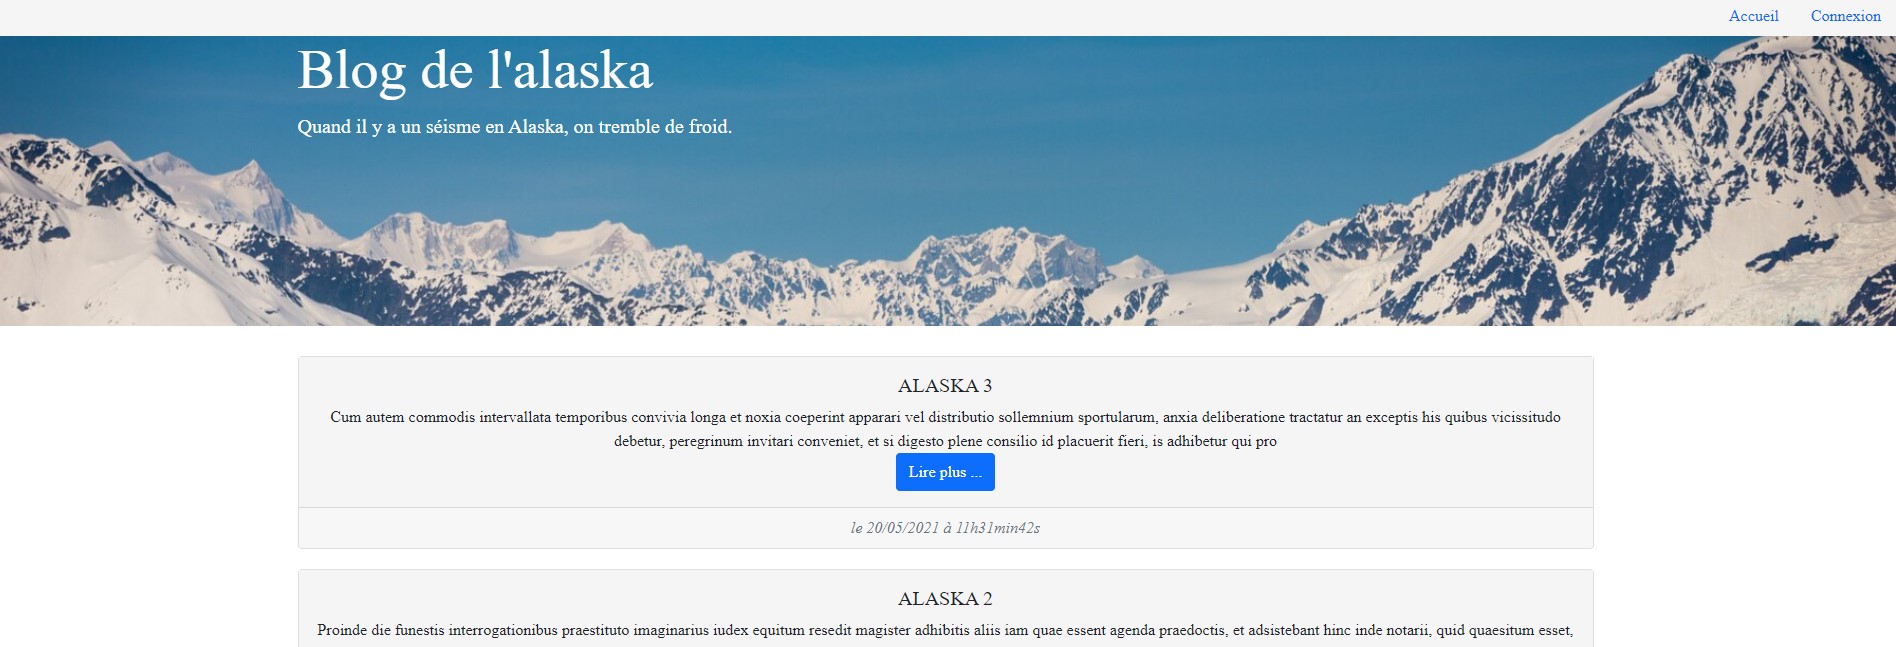 Accueil Connexion
Blog de l'alaska
Quand il y a un séisme en Alaska, on tremble de froid.
ALASKA 3
Cum autem commodis intervallata temporibus convivia longa et noxia coeperint apparari vel distributio sollemnium sportularum, anxia deliberatione tractatur an exceptis his quibus vicissitudo
debetur, peregrinum invitari conveniet, et si digesto plene consilio id placuerit fieri, is adhibetur qui pro
Lire plus ...
le 20/05/2021 à 11h31min42s
ALASKA 2
Proinde die funestis interrogationibus praestituto imaginarius iudex equitum resedit magister adhibitis aliis iam quae essent agenda praedoctis, et adsistebant hinc inde notarii, quid quaesitum esset,